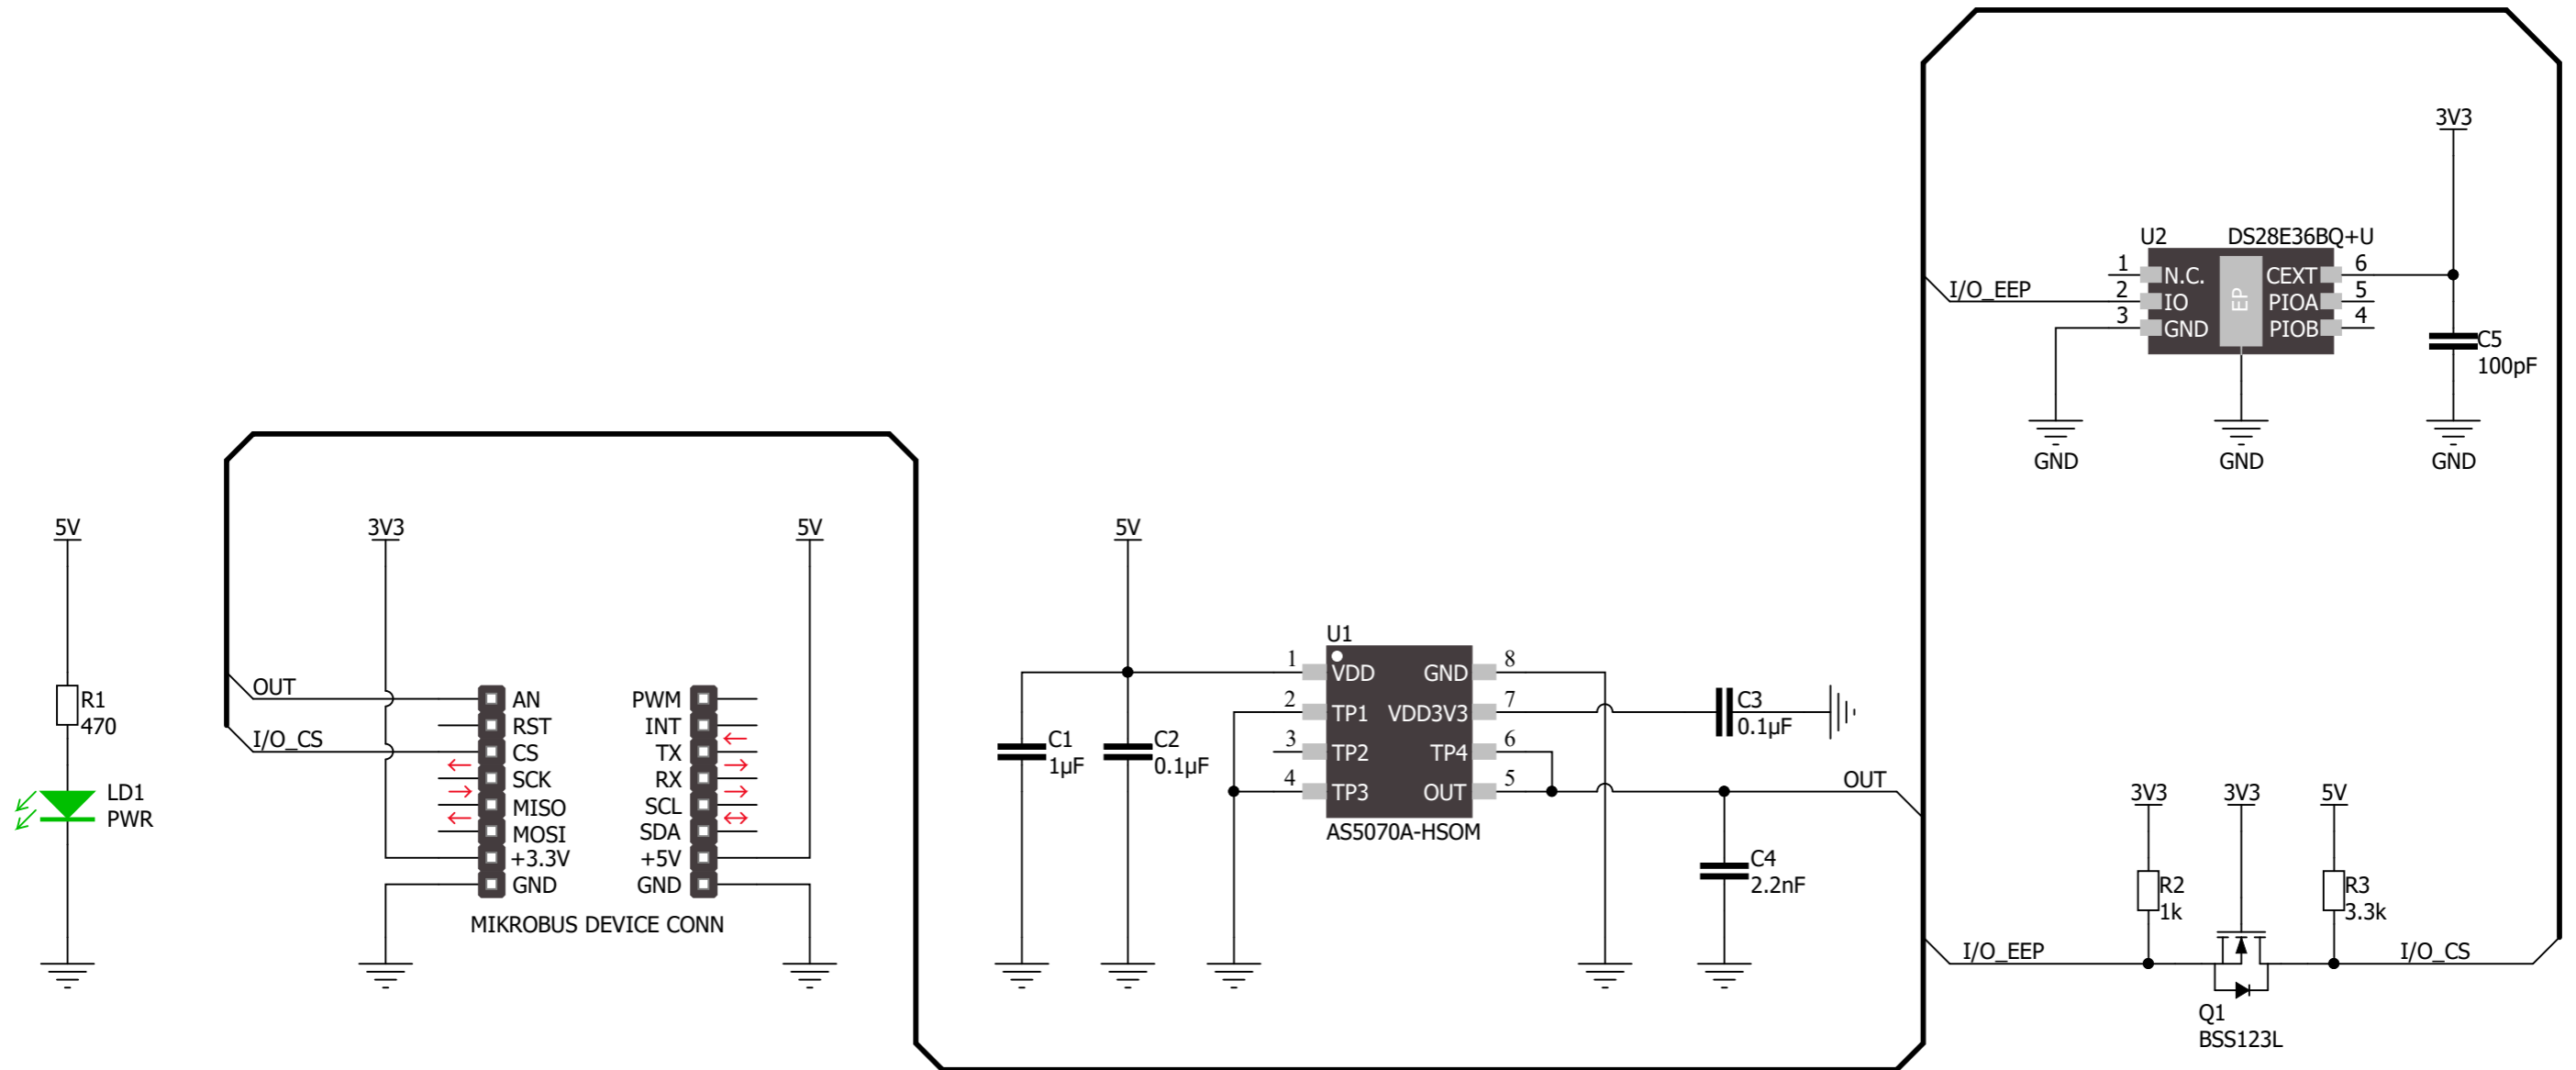 5V
R1
470
LD1
PWR
3V3
5V
OUT
I/O_CS
AN
RST
CS
SCK
MISO
MOSI
+3.3V
GND
PWM
INT
TX
RX
SCL
SDA
+5V
GND
MIKROBUS DEVICE CONN
5V
C1
1µF
C2
0.1µF
U1
1
2
3
4
VDD
TP1
TP2
TP3
GND
VDD3V3
TP4
OUT
8
7
6
5
AS5070A-HSOM
C3
0.1µF
OUT
C4
2.2nF
3V3
U2 DS28E36BQ+U
I/O_EEP
1
2
3
N.C.
IO
GND
EP
CEXT
PIOA
PIOB
6
5
4
C5
100pF
GND
GND
GND
3V3
3V3
5V
R2
1k
R3
3.3k
I/O_EEP
I/O_CS
Q1
BSS123L